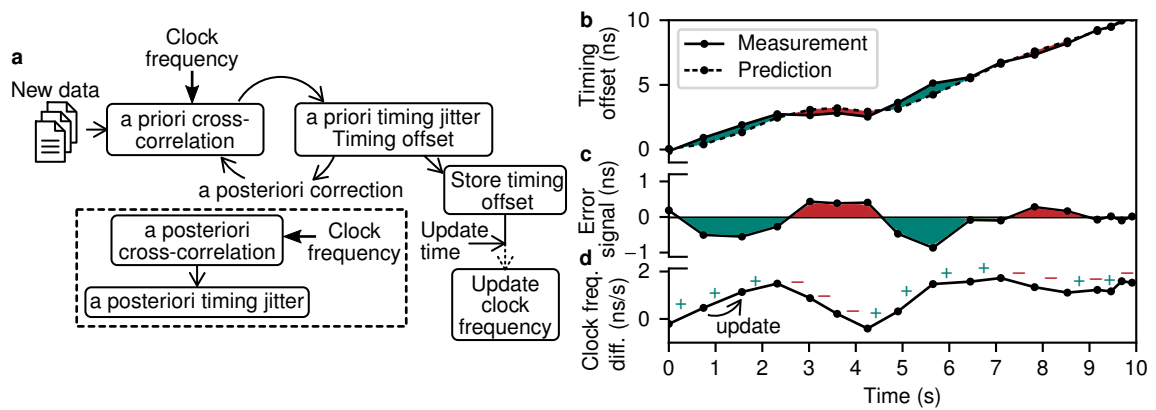 a
Clock
frequency
New data
a priori cross-
correlation
a priori timing jitter
Timing offset
a posteriori correction
Store timing
offset
a posteriori
cross-correlation
Clock
frequency
Update
time
a posteriori timing jitter
Update
clock
frequency
b
Timing
offset (ns)
10
5
0
Measurement
Prediction
c
Error
signal (ns)
1
0
−1
d
Clock freq.
diff. (ns/s)
2
0
+ + + − − − + + + + − − + − + −
update
0 1 2 3 4 5 6 7 8 9 10
Time (s)